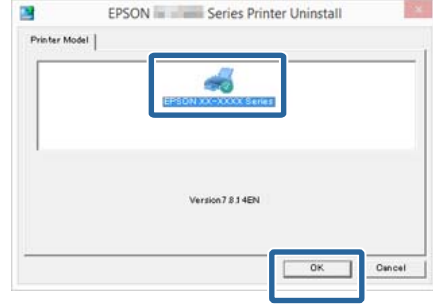 EPSON Series Printer Uninstall
Printer Model
EPSON XX-XXXX Series
Version7.8.14EN
OK
Cancel